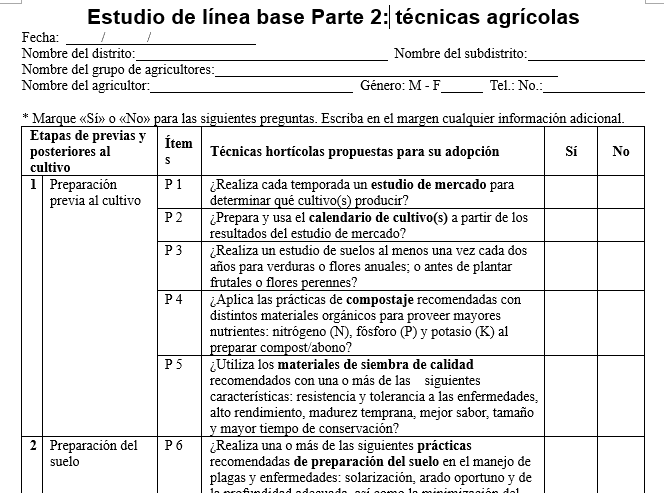 Estudio de línea base Parte 2: técnicas agrícolas
Fecha: _____/______/_______________
Nombre del distrito:____________________________________ Nombre del subdistrito:_________________
Nombre del grupo de agricultores:_________________________________________________
Nombre del agricultor:_________________________________ Género: M - F______ Tel.: No.:_______________
* Marque «Sí» o «No» para las siguientes preguntas. Escriba en el margen cualquier información adicional.
Etapas de previas y
posteriores al
cultivo
Ítem
s
Técnicas hortícolas propuestas para su adopción
Sí
No
1
Preparación
previa al cultivo
P 1
¿Realiza cada temporada un estudio de mercado para
determinar qué cultivo(s) producir?
P 2
¿Prepara y usa el calendario de cultivo(s) a partir de los
resultados del estudio de mercado?
P 3
¿Realiza un estudio de suelos al menos una vez cada dos
años para verduras o flores anuales; o antes de plantar
frutales o flores perennes?
P 4
¿Aplica las prácticas de compostaje recomendadas con
distintos materiales orgánicos para proveer mayores
nutrientes: nitrógeno (N), fósforo (P) y potasio (K) al
preparar compost/abono?
P 5
¿Utiliza los materiales de siembra de calidad
recomendados con una o más de las siguientes
características: resistencia y tolerancia a las enfermedades,
alto rendimiento, madurez temprana, mejor sabor, tamaño
y mayor tiempo de conservación?
2
Preparación del
suelo
P 6
¿Realiza una o más de las siguientes prácticas
recomendadas de preparación del suelo en el manejo de
plagas y enfermedades: solarización, arado oportuno y de
la profundidad adecuada, así como la minimización del